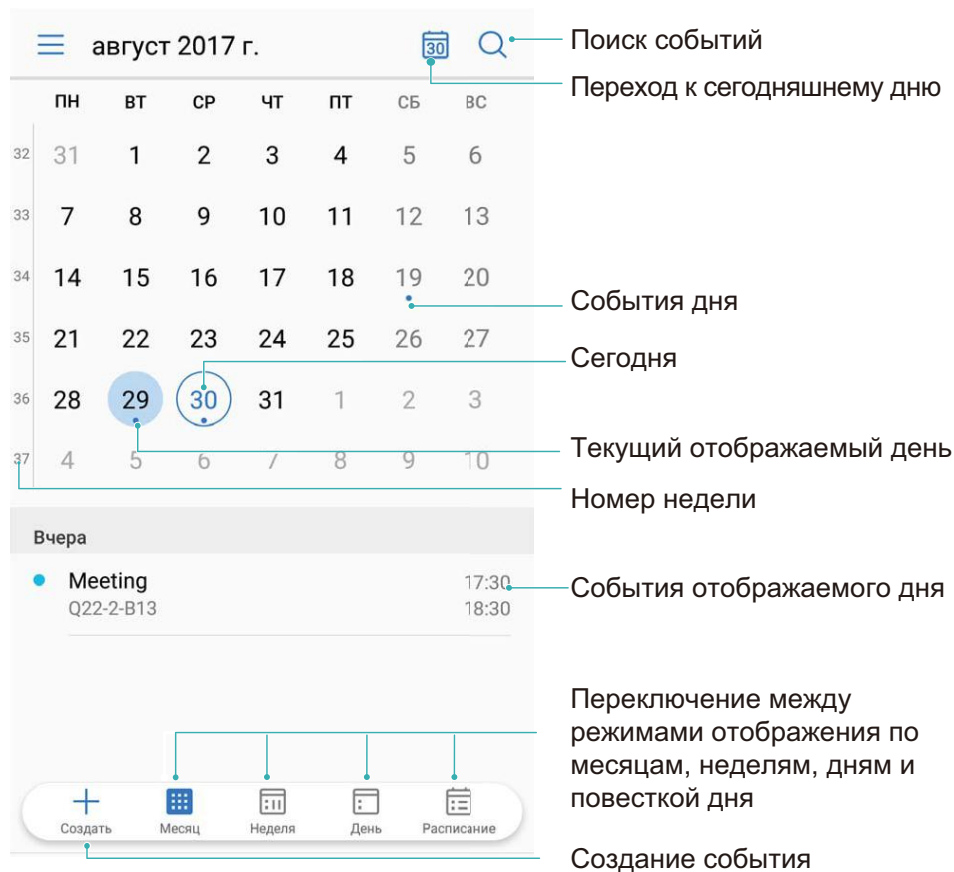 август 2017 г.
30
Поиск событий
Переход к сегодняшнему дню
ПН ВТ СР ЧТ ПТ СБ ВС
32 31 1 2 3 4 5 6
33 7 8 9 10 11 12 13
34 14 15 16 17 18 19 20
События дня
35 21 22 23 24 25 26 27
Сегодня
36 28 29 30 31 1 2 3
Текущий отображаемый день
37 4 5 6 7 8 9 10
Номер недели
Вчера
Meeting 17:30
События отображаемого дня
Q22-2-B13 18:30
Переключение между
режимами отображения по
месяцам, неделям, дням и
повесткой дня
Создать Месяц Неделя День Расписание
Создание события